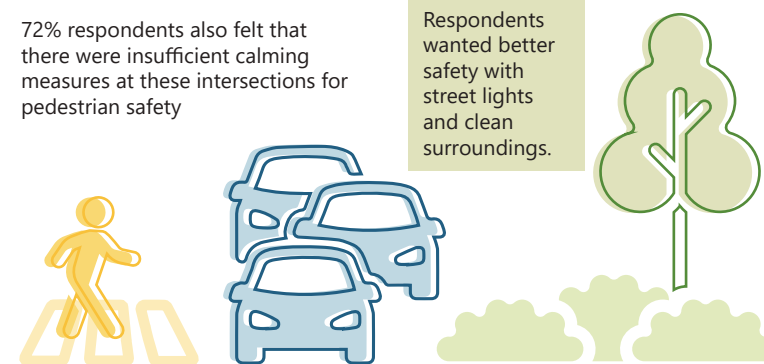 72% respondents also felt that
there were insufficient calming
measures at these intersections for
pedestrian safety
Respondents
wanted better
safety with
street lights
and clean
surroundings.